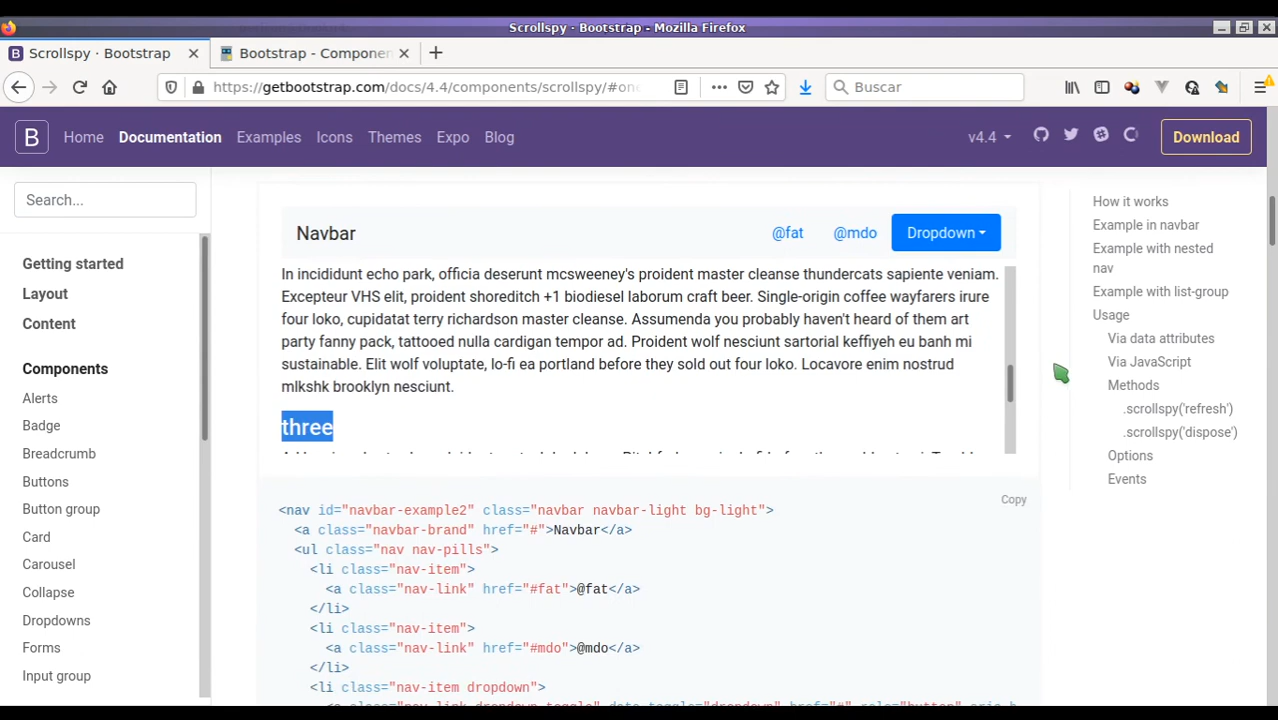 Scrollspy · Bootstrap - Mozilla Firefox
Scrollspy · Bootstrap
Bootstrap - Componen
https://getbootstrap.com/docs/4.4/components/scrollspy/#one
Buscar
B
Home
Documentation
Examples
Icons
Themes
Expo
Blog
v4.4
Download
Search...
Getting started
Layout
Content
Components
Alerts
Badge
Breadcrumb
Buttons
Button group
Card
Carousel
Collapse
Dropdowns
Forms
Input group
Navbar
@fat
@mdo
Dropdown
In incididunt echo park, officia deserunt mcsweeney's proident master cleanse thundercats sapiente veniam.
Excepteur VHS elit, proident shoreditch +1 biodiesel laborum craft beer. Single-origin coffee wayfarers irure
four loko, cupidatat terry richardson master cleanse. Assumenda you probably haven't heard of them art
party fanny pack, tattooed nulla cardigan tempor ad. Proident wolf nesciunt sartorial keffiyeh eu banh mi
sustainable. Elit wolf voluptate, lo-fi ea portland before they sold out four loko. Locavore enim nostrud
mlkshk brooklyn nesciunt.
three
Copy
<nav id="navbar-example2" class="navbar navbar-light bg-light">
<a class="navbar-brand" href="#">Navbar</a>
<ul class="nav nav-pills">
<li class="nav-item">
<a class="nav-link" href="#fat">@fat</a>
</li>
<li class="nav-item">
<a class="nav-link" href="#mdo">@mdo</a>
</li>
<li class="nav-item dropdown">
How it works
Example in navbar
Example with nested
nav
Example with list-group
Usage
Via data attributes
Via JavaScript
Methods
.scrollspy('refresh')
.scrollspy('dispose')
Options
Events